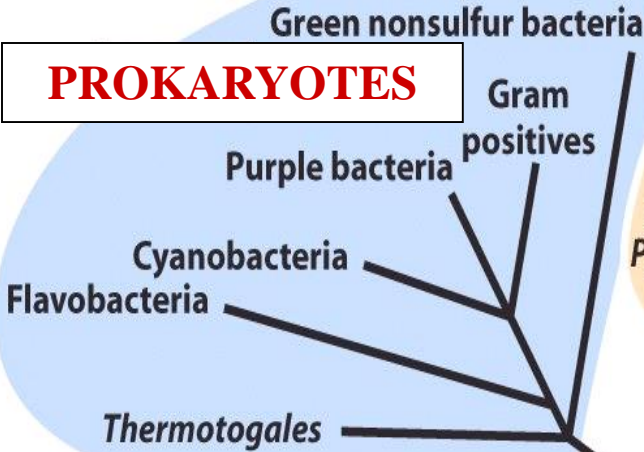 Green nonsulfur bacteria
PROKARYOTES
Gram
positives
Purple bacteria
Cyanobacteria
Flavobacteria
Thermotogales